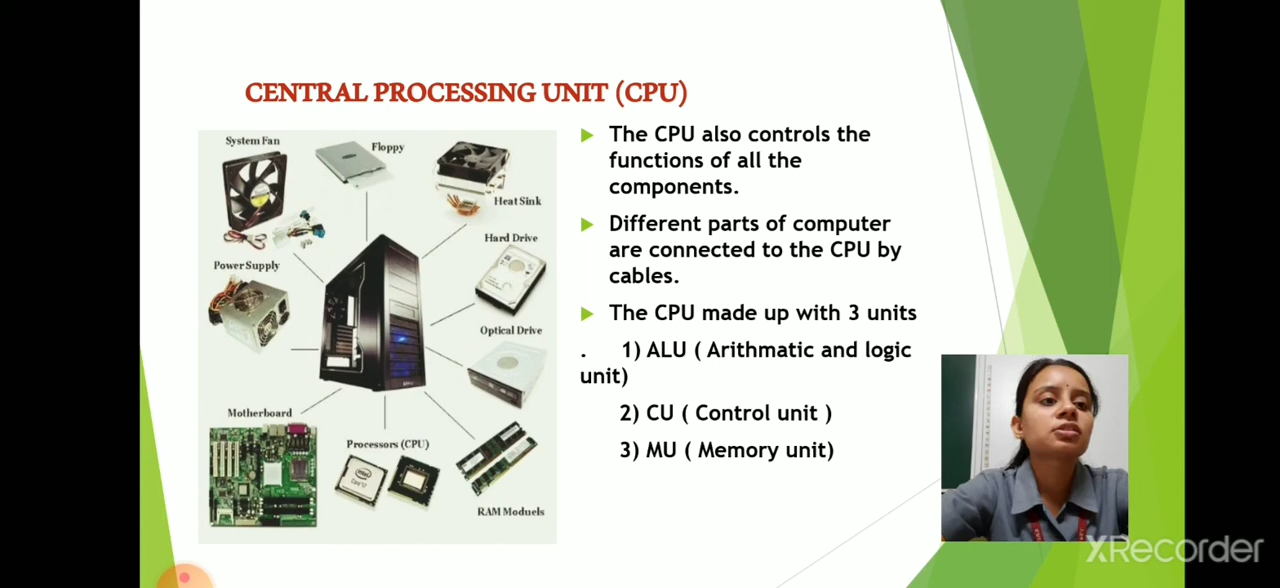 CENTRAL PROCESSING UNIT (CPU)
System Fan
Floppy
Heat Sink
Hard Drive
Power Supply
Optical Drive
Motherboard
Processors (CPU)
RAM Moduels
The CPU also controls the
functions of all the
components.
Different parts of computer
are connected to the CPU by
cables.
The CPU made up with 3 units
. 1) ALU ( Arithmatic and logic
unit)
2) CU ( Control unit )
3) MU ( Memory unit)
XRecorder